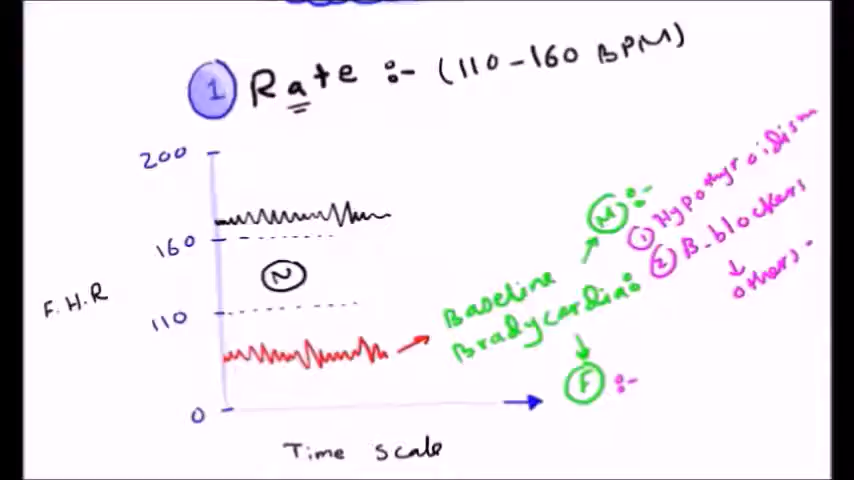 1 Rate :- (110-160 BPM)
200
160
N
110
0
F.H.R
Time scale
Baseline
Bradycardia:
M :-
1 Hypothyroidism
2 B-blockers
others.
F :-